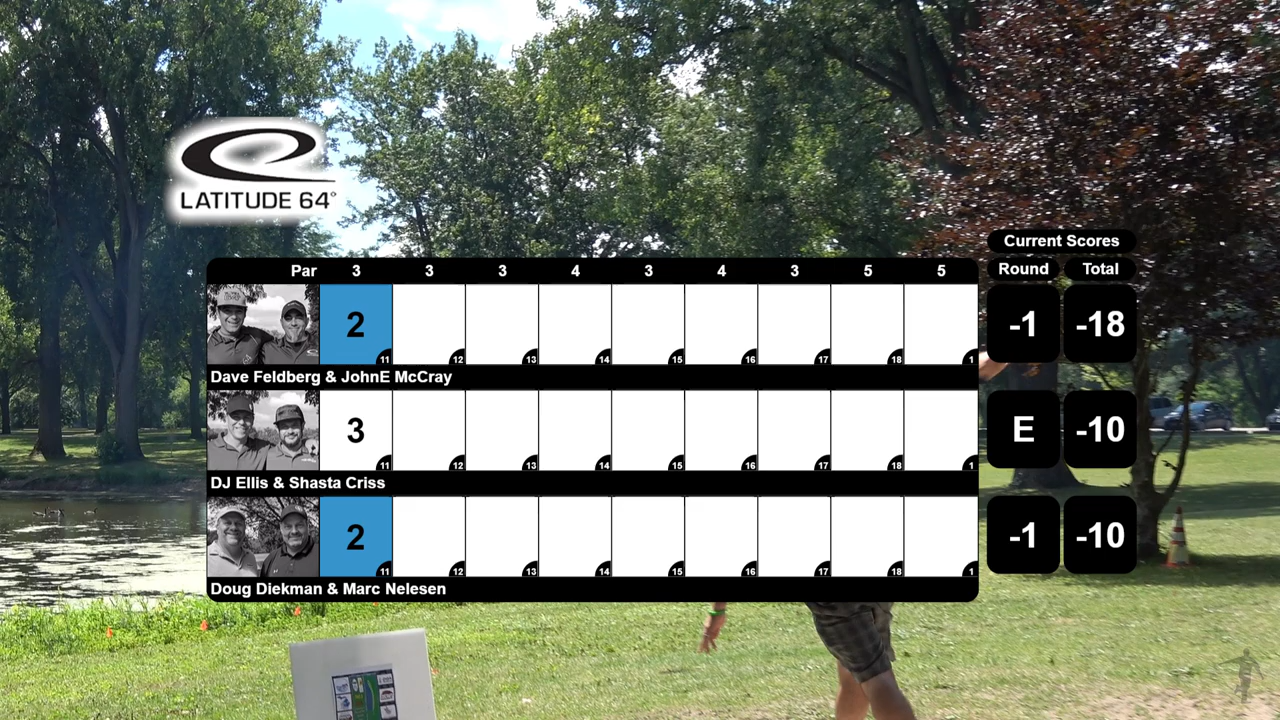 LATITUDE 64°
Current Scores
Par 3 3 3 4 3 4 3 5 5 Round Total
2 -1 -18
11 12 13 14 15 16 17 18 1
Dave Feldberg & JohnE McCray
3 E -10
11 12 13 14 15 16 17 18 1
DJ Ellis & Shasta Criss
2 -1 -10
11 12 13 14 15 16 17 18 1
Doug Diekman & Marc Nelesen